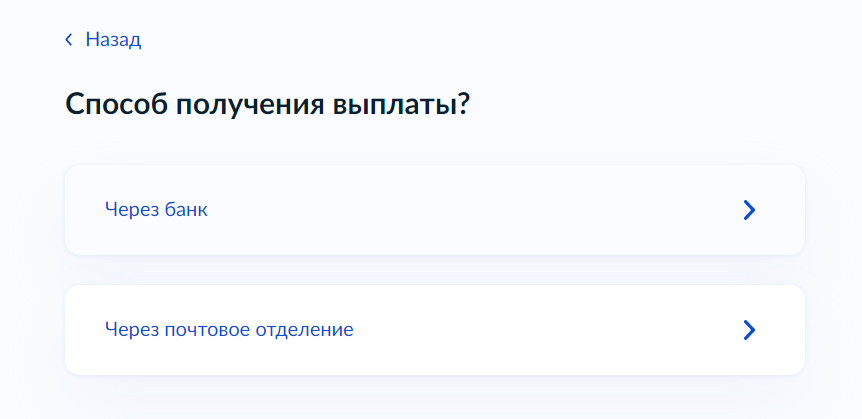 Назад
Способ получения выплаты?
Через банк
Через почтовое отделение